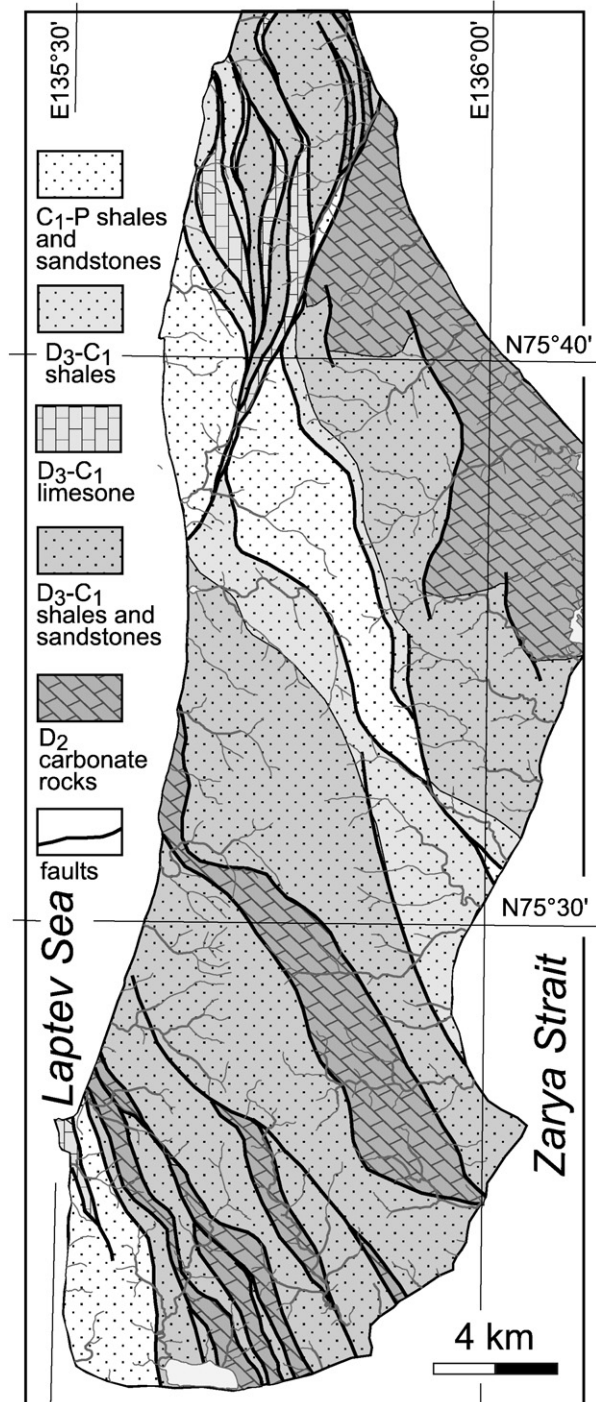 E135°30'
E136°00'
C1-P shales
and
sandstones
D3-C1
shales
N75°40'
D3-C1
limesone
D3-C1
shales and
sandstones
D2
carbonate
rocks
faults
N75°30'
Laptev Sea
Zarya Strait
4 km